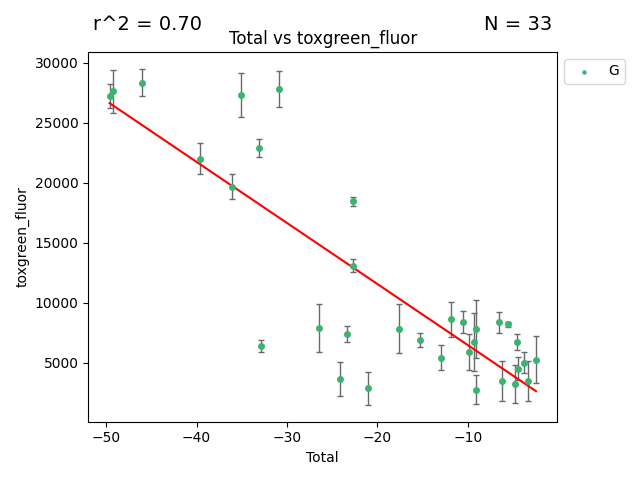 r^2 = 0.70
N = 33
Total vs toxgreen_fluor
G
30000
25000
20000
15000
10000
5000
toxgreen_fluor
−50
−40
−30
−20
−10
Total